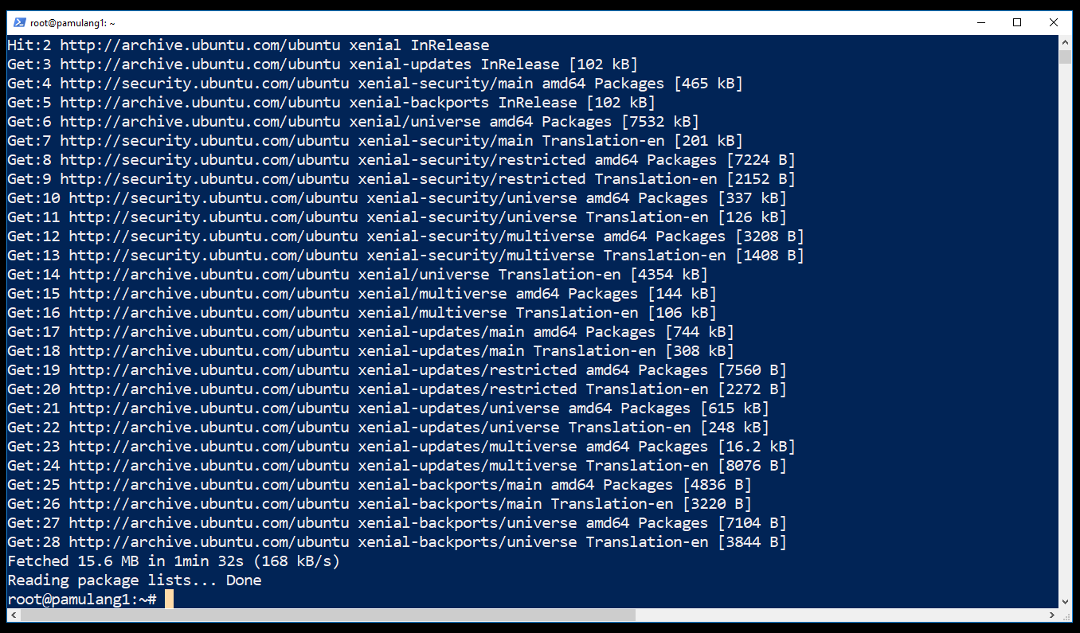 root@pamulang1: ~
Hit:2 http://archive.ubuntu.com/ubuntu xenial InRelease
Get:3 http://archive.ubuntu.com/ubuntu xenial-updates InRelease [102 kB]
Get:4 http://security.ubuntu.com/ubuntu xenial-security/main amd64 Packages [465 kB]
Get:5 http://archive.ubuntu.com/ubuntu xenial-backports InRelease [102 kB]
Get:6 http://archive.ubuntu.com/ubuntu xenial/universe amd64 Packages [7532 kB]
Get:7 http://security.ubuntu.com/ubuntu xenial-security/main Translation-en [201 kB]
Get:8 http://security.ubuntu.com/ubuntu xenial-security/restricted amd64 Packages [7224 B]
Get:9 http://security.ubuntu.com/ubuntu xenial-security/restricted Translation-en [2152 B]
Get:10 http://security.ubuntu.com/ubuntu xenial-security/universe amd64 Packages [337 kB]
Get:11 http://security.ubuntu.com/ubuntu xenial-security/universe Translation-en [126 kB]
Get:12 http://security.ubuntu.com/ubuntu xenial-security/multiverse amd64 Packages [3208 B]
Get:13 http://security.ubuntu.com/ubuntu xenial-security/multiverse Translation-en [1408 B]
Get:14 http://archive.ubuntu.com/ubuntu xenial/universe Translation-en [4354 kB]
Get:15 http://archive.ubuntu.com/ubuntu xenial/multiverse amd64 Packages [144 kB]
Get:16 http://archive.ubuntu.com/ubuntu xenial/multiverse Translation-en [106 kB]
Get:17 http://archive.ubuntu.com/ubuntu xenial-updates/main amd64 Packages [744 kB]
Get:18 http://archive.ubuntu.com/ubuntu xenial-updates/main Translation-en [308 kB]
Get:19 http://archive.ubuntu.com/ubuntu xenial-updates/restricted amd64 Packages [7560 B]
Get:20 http://archive.ubuntu.com/ubuntu xenial-updates/restricted Translation-en [2272 B]
Get:21 http://archive.ubuntu.com/ubuntu xenial-updates/universe amd64 Packages [615 kB]
Get:22 http://archive.ubuntu.com/ubuntu xenial-updates/universe Translation-en [248 kB]
Get:23 http://archive.ubuntu.com/ubuntu xenial-updates/multiverse amd64 Packages [16.2 kB]
Get:24 http://archive.ubuntu.com/ubuntu xenial-updates/multiverse Translation-en [8076 B]
Get:25 http://archive.ubuntu.com/ubuntu xenial-backports/main amd64 Packages [4836 B]
Get:26 http://archive.ubuntu.com/ubuntu xenial-backports/main Translation-en [3220 B]
Get:27 http://archive.ubuntu.com/ubuntu xenial-backports/universe amd64 Packages [7104 B]
Get:28 http://archive.ubuntu.com/ubuntu xenial-backports/universe Translation-en [3844 B]
Fetched 15.6 MB in 1min 32s (168 kB/s)
Reading package lists... Done
root@pamulang1:~#